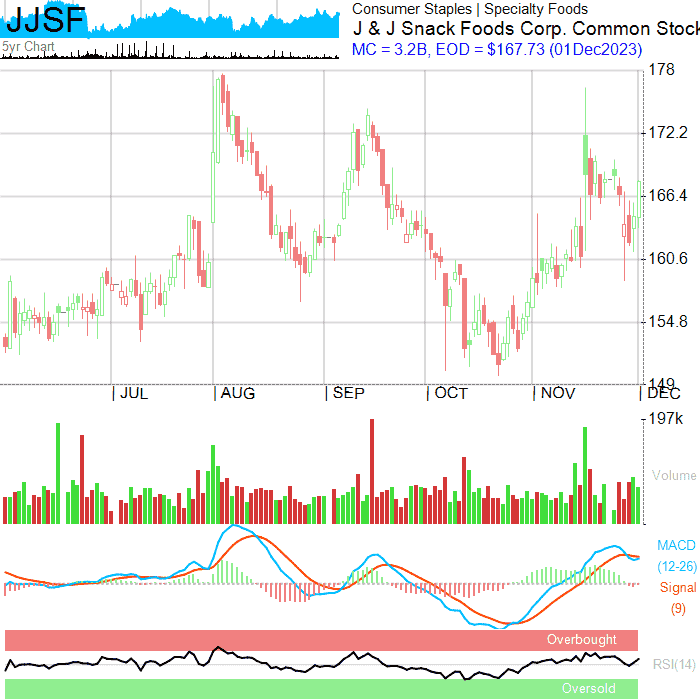 JJSF
Consumer Staples | Specialty Foods
J & J Snack Foods Corp. Common Stock
5yr Chart
MC = 3.2B, EOD = $167.73 (01Dec2023)
178
172.2
166.4
160.6
154.8
149
| JUL | AUG | SEP | OCT | NOV | DEC
197k
Volume
MACD
(12-26)
Signal
(9)
Overbought
RSI(14)
Oversold